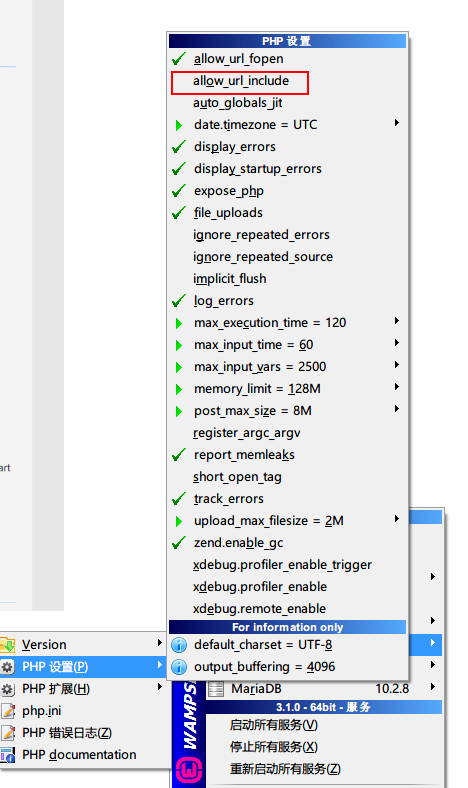 PHP 设置
allow_url_fopen
allow_url_include
auto_globals_jit
date.timezone = UTC
display_errors
display_startup_errors
expose_php
file_uploads
ignore_repeated_errors
ignore_repeated_source
implicit_flush
log_errors
max_execution_time = 120
max_input_time = 60
max_input_vars = 2500
memory_limit = 128M
post_max_size = 8M
register_argc_argv
report_memleaks
short_open_tag
track_errors
upload_max_filesize = 2M
zend.enable_gc
xdebug.profiler_enable_trigger
xdebug.profiler_enable
xdebug.remote_enable
For information only
default_charset = UTF-8
output_buffering = 4096
art
Version
PHP 设置(P)
PHP 扩展(H)
php.ini
PHP 错误日志(Z)
PHP documentation
MariaDB 10.2.8
3.1.0 - 64bit - 服务
启动所有服务(V)
停止所有服务(X)
重新启动所有服务(Z)
WAMPS